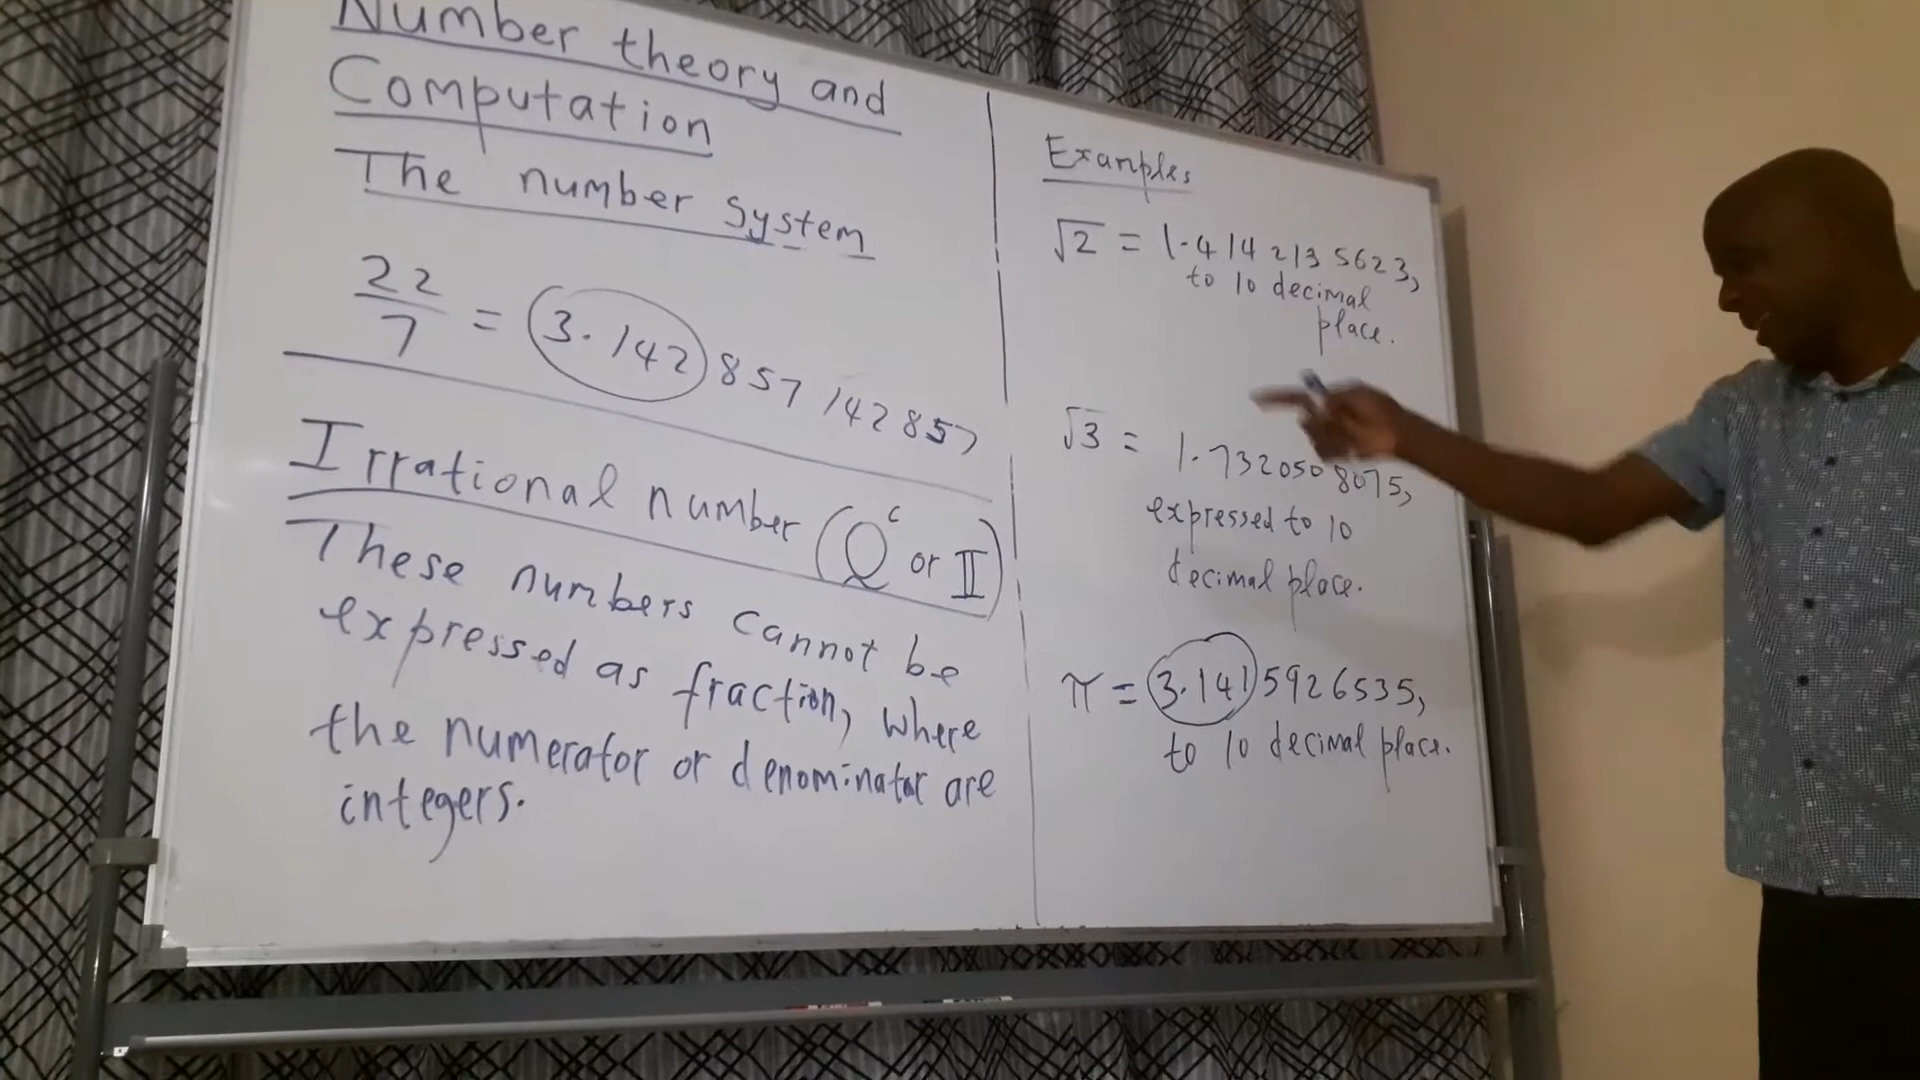 Number theory and
Computation
The number system
22/7 = 3.142857142857
Irrational number (Qᶜ or II)
These numbers cannot be
expressed as fraction, where
the numerator or denominator are
integers.
Examples
√2 = 1.4142135623,
to 10 decimal
place.
√3 = 1.7320508075,
expressed to 10
decimal place.
π = 3.1415926535,
to 10 decimal place.